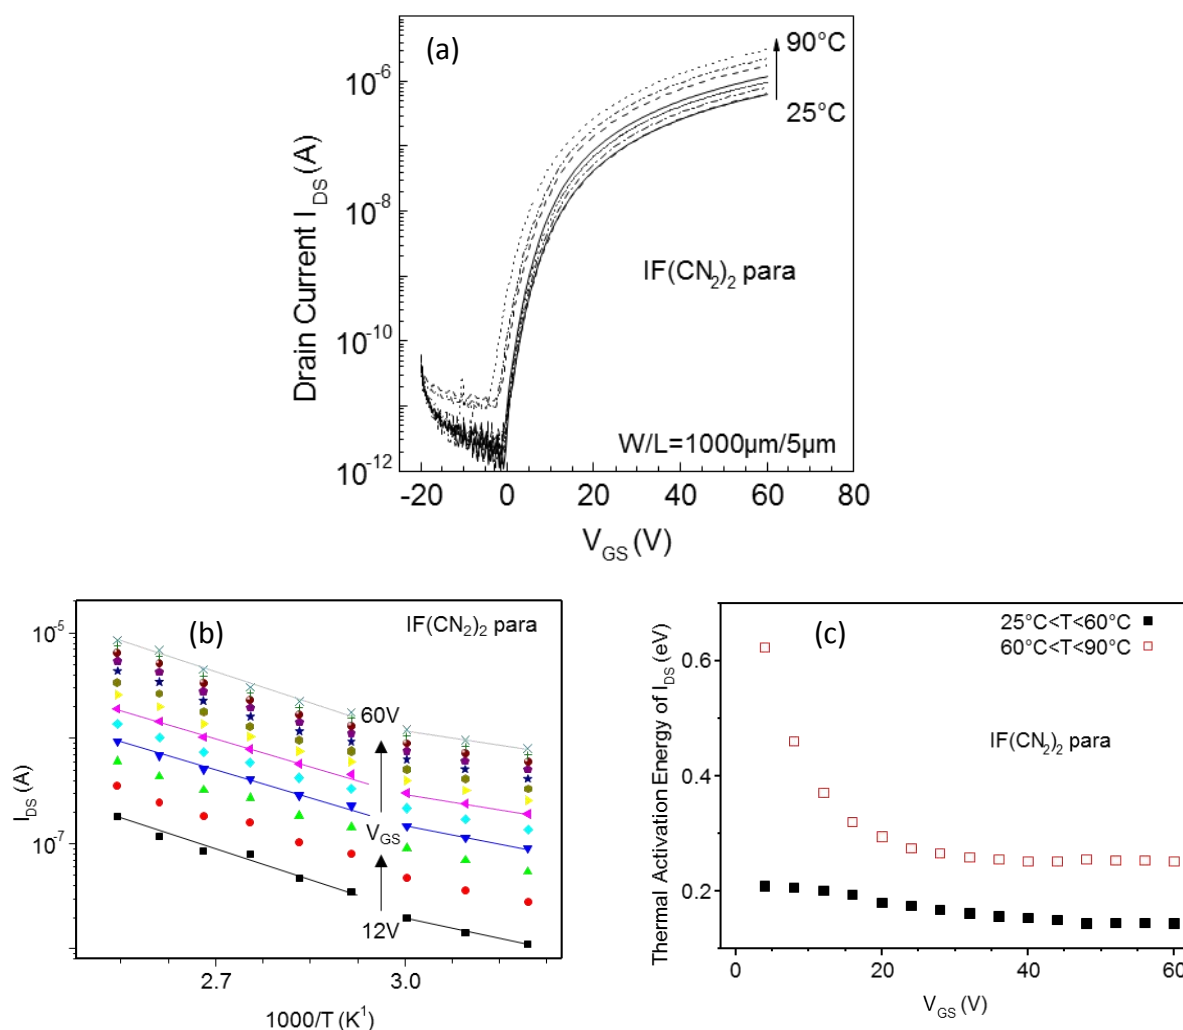 (a)
90°C
25°C
Drain Current I_DS (A)
10⁻⁶
10⁻⁸
10⁻¹⁰
10⁻¹²
IF(CN₂)₂ para
W/L=1000µm/5µm
-20 0 20 40 60 80
V_GS (V)
(b)
IF(CN₂)₂ para
I_DS (A)
10⁻⁵
10⁻⁷
60V
V_GS
12V
2.7 3.0
1000/T (K¹)
(c)
25°C<T<60°C
60°C<T<90°C
Thermal Activation Energy of I_DS (eV)
0.6
0.4
0.2
IF(CN₂)₂ para
0 20 40 60
V_GS (V)